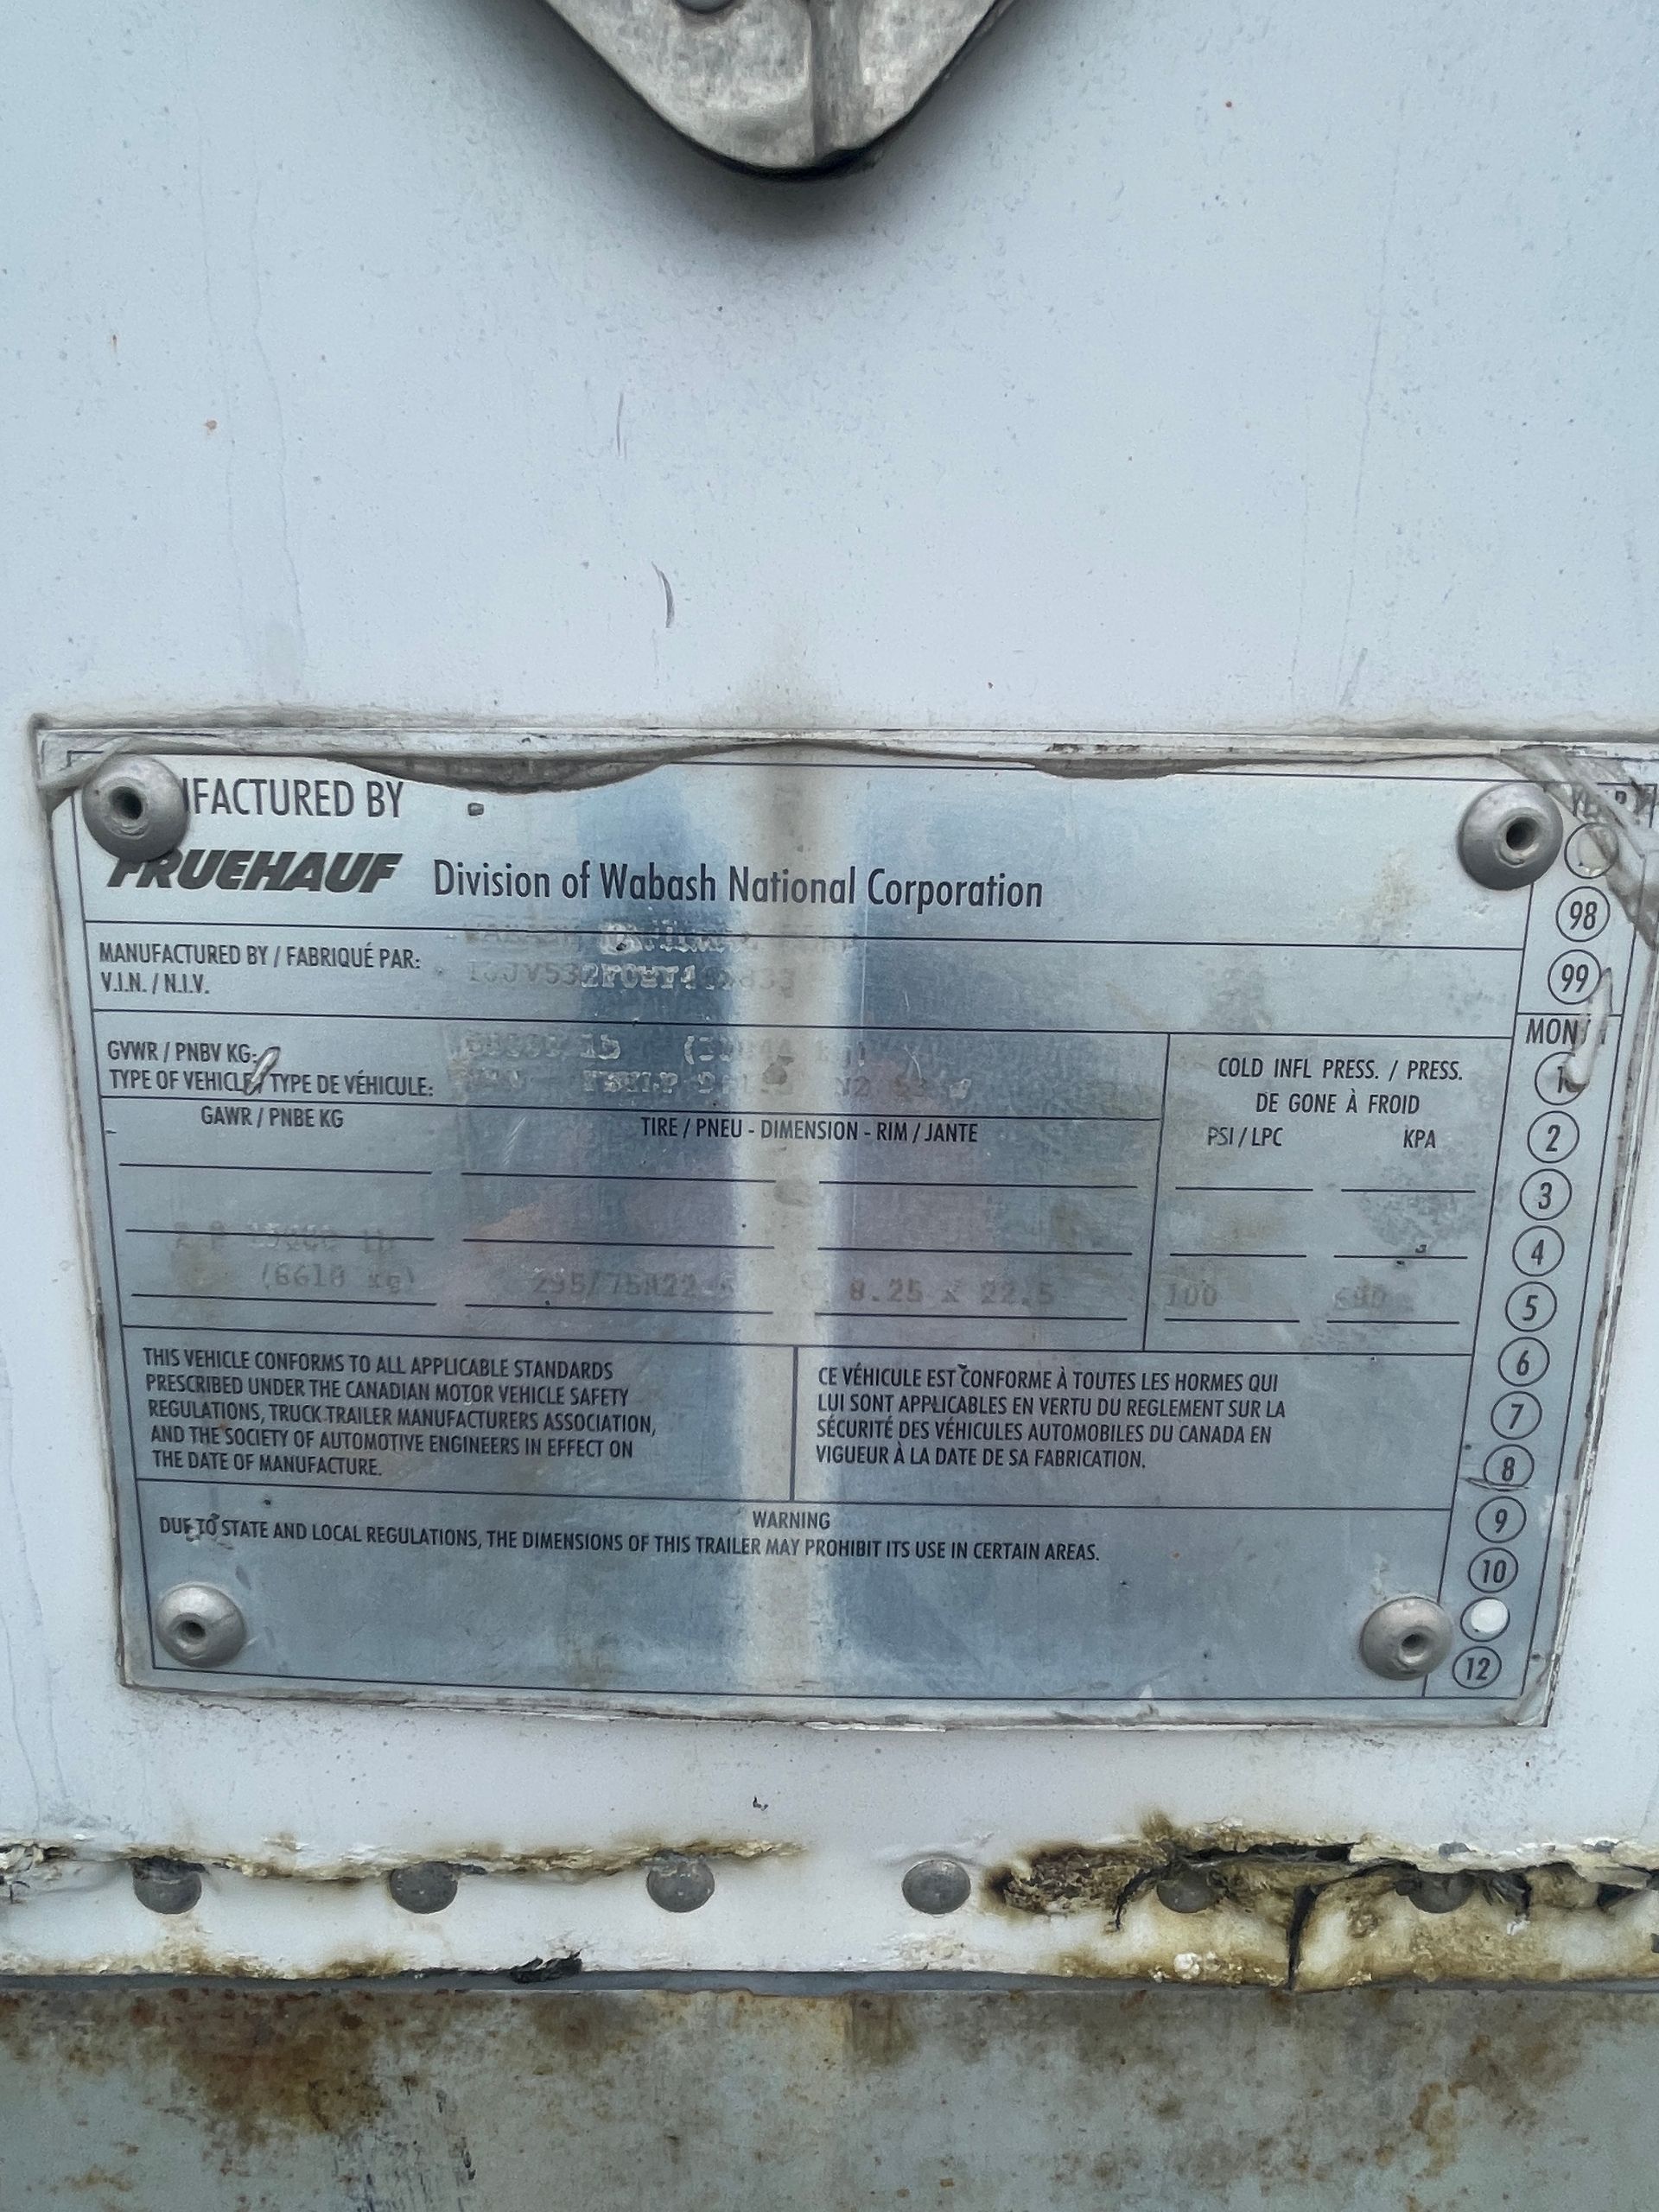 FACTURED BY
FRUEHAUF Division of Wabash National Corporation
MANUFACTURED BY / FABRIQUÉ PAR:
V.I.N. / N.I.V.
GVWR / PNBV KG:
TYPE OF VEHICLE / TYPE DE VÉHICULE:
GAWR / PNBE KG
TIRE / PNEU - DIMENSION - RIM / JANTE
COLD INFL PRESS. / PRESS.
DE GONE À FROID
PSI / LPC KPA
(6610 kg) 295/75R22.5 8.25 x 22.5 100
THIS VEHICLE CONFORMS TO ALL APPLICABLE STANDARDS
PRESCRIBED UNDER THE CANADIAN MOTOR VEHICLE SAFETY
REGULATIONS, TRUCK TRAILER MANUFACTURERS ASSOCIATION,
AND THE SOCIETY OF AUTOMOTIVE ENGINEERS IN EFFECT ON
THE DATE OF MANUFACTURE.
CE VÉHICULE EST CONFORME À TOUTES LES HORMES QUI
LUI SONT APPLICABLES EN VERTU DU REGLEMENT SUR LA
SÉCURITÉ DES VÉHICULES AUTOMOBILES DU CANADA EN
VIGUEUR À LA DATE DE SA FABRICATION.
WARNING
DUE TO STATE AND LOCAL REGULATIONS, THE DIMENSIONS OF THIS TRAILER MAY PROHIBIT ITS USE IN CERTAIN AREAS.
98
99
MON
1
2
3
4
5
6
7
8
9
10
12